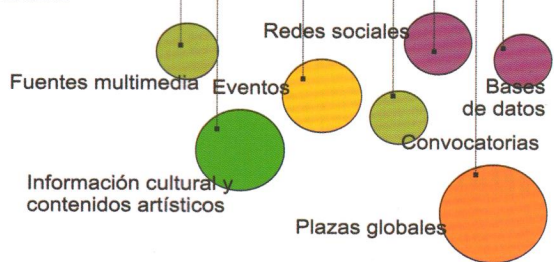 Redes sociales
Fuentes multimedia
Eventos
Bases
de datos
Convocatorias
Información cultural y
contenidos artísticos
Plazas globales